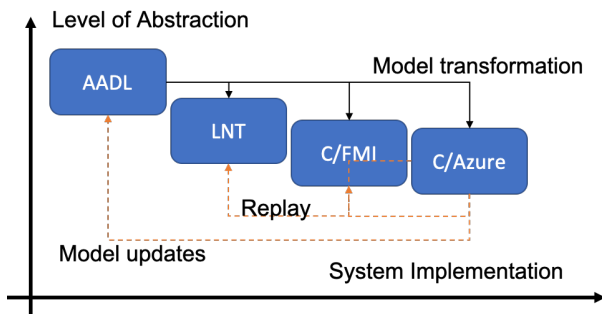 Level of Abstraction
AADL
Model transformation
LNT
C/FMI
C/Azure
Replay
Model updates
System Implementation